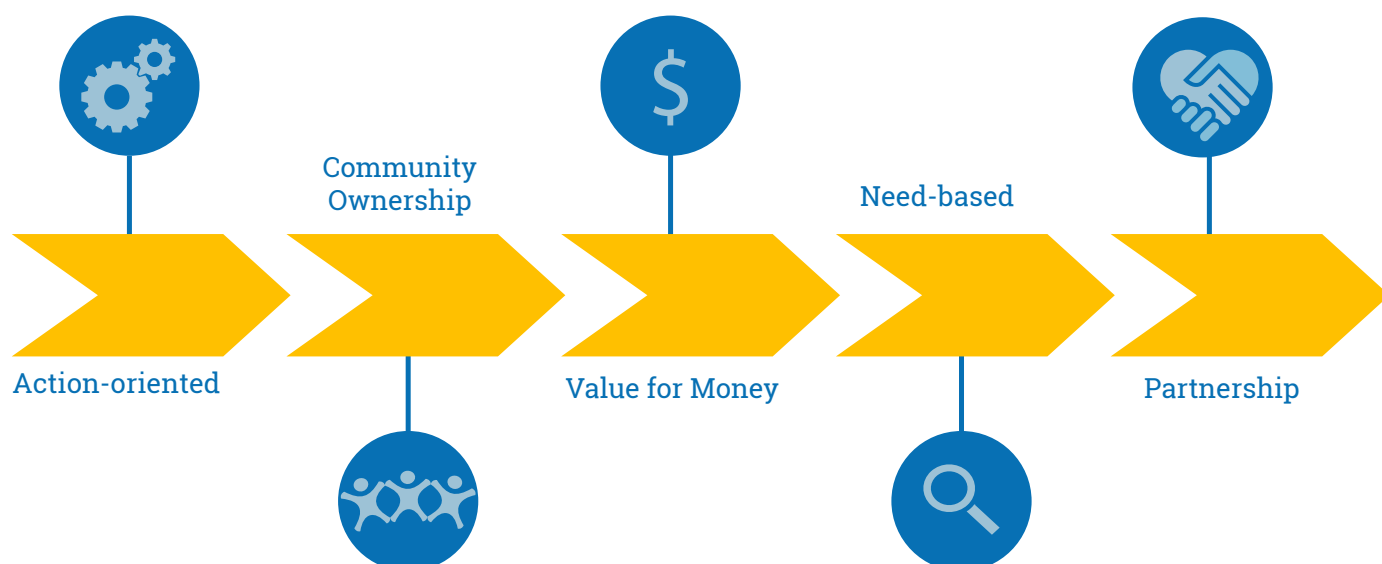 Action-oriented
Community
Ownership
$
Value for Money
Need-based
Partnership